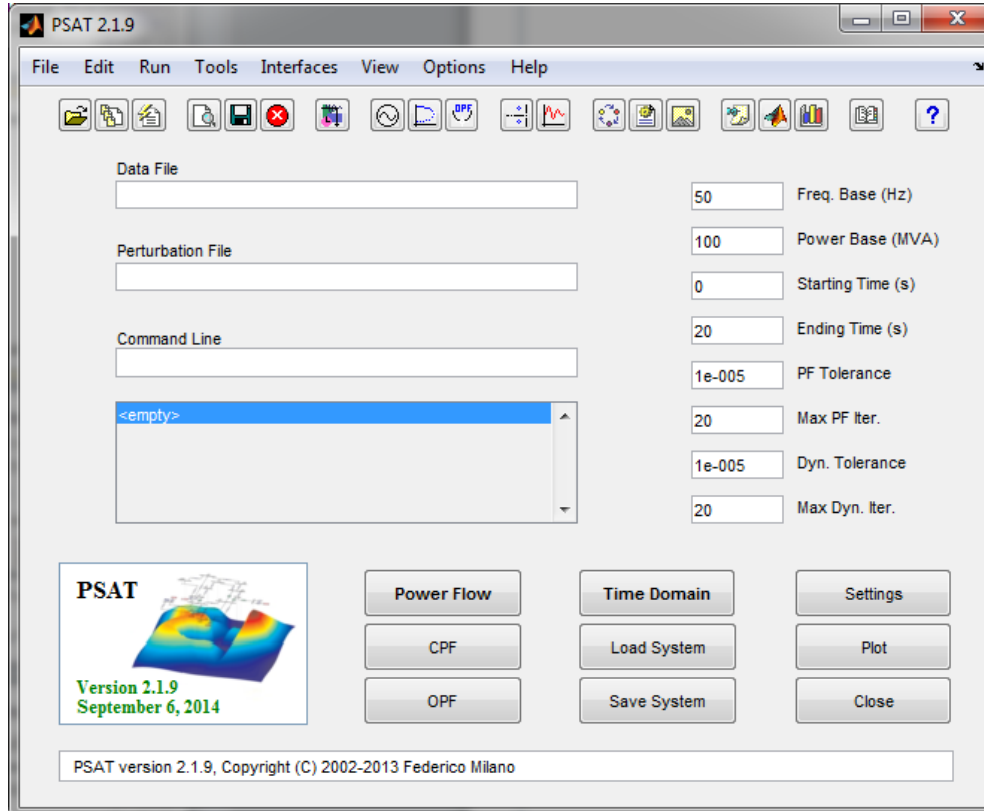 PSAT 2.1.9
File Edit Run Tools Interfaces View Options Help
OPF
?
Data File
50 Freq. Base (Hz)
Perturbation File
100 Power Base (MVA)
0 Starting Time (s)
Command Line
20 Ending Time (s)
1e-005 PF Tolerance
<empty>
20 Max PF Iter.
1e-005 Dyn. Tolerance
20 Max Dyn. Iter.
PSAT
Version 2.1.9
September 6, 2014
Power Flow Time Domain Settings
CPF Load System Plot
OPF Save System Close
PSAT version 2.1.9, Copyright (C) 2002-2013 Federico Milano